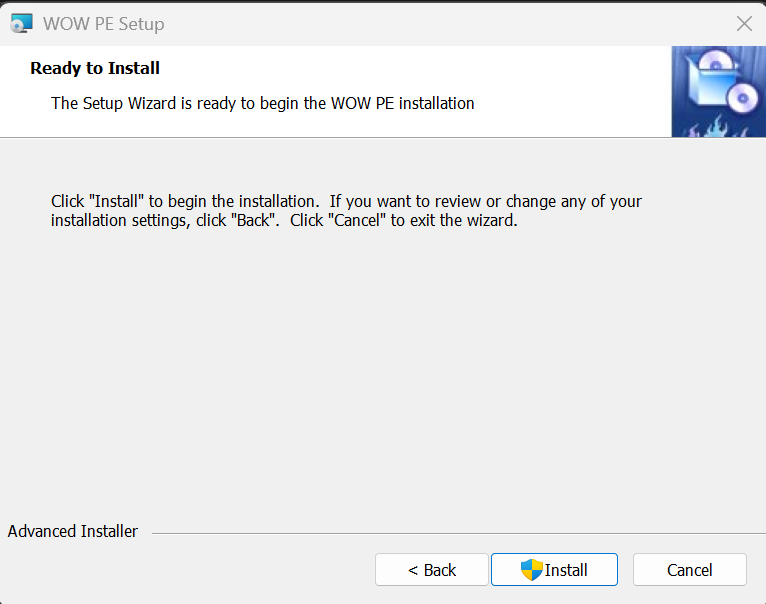 WOW PE Setup
Ready to Install
The Setup Wizard is ready to begin the WOW PE installation
Click "Install" to begin the installation.  If you want to review or change any of your
installation settings, click "Back".  Click "Cancel" to exit the wizard.
Advanced Installer
< Back
Install
Cancel